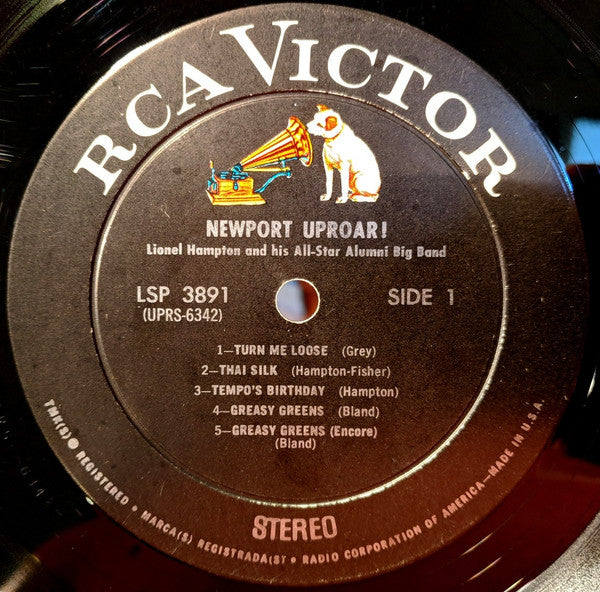 RCA VICTOR
NEWPORT UPROAR!
Lionel Hampton and his All-Star Alumni Big Band
LSP 3891
(UPRS-6342)
SIDE 1
1—TURN ME LOOSE (Grey)
2—THAI SILK (Hampton-Fisher)
3—TEMPO'S BIRTHDAY (Hampton)
4—GREASY GREENS (Bland)
5—GREASY GREENS (Encore)
(Bland)
STEREO
TMK(S) ® REGISTERED • MARCA(S) REGISTRADA(S) • RADIO CORPORATION OF AMERICA—MADE IN U.S.A.